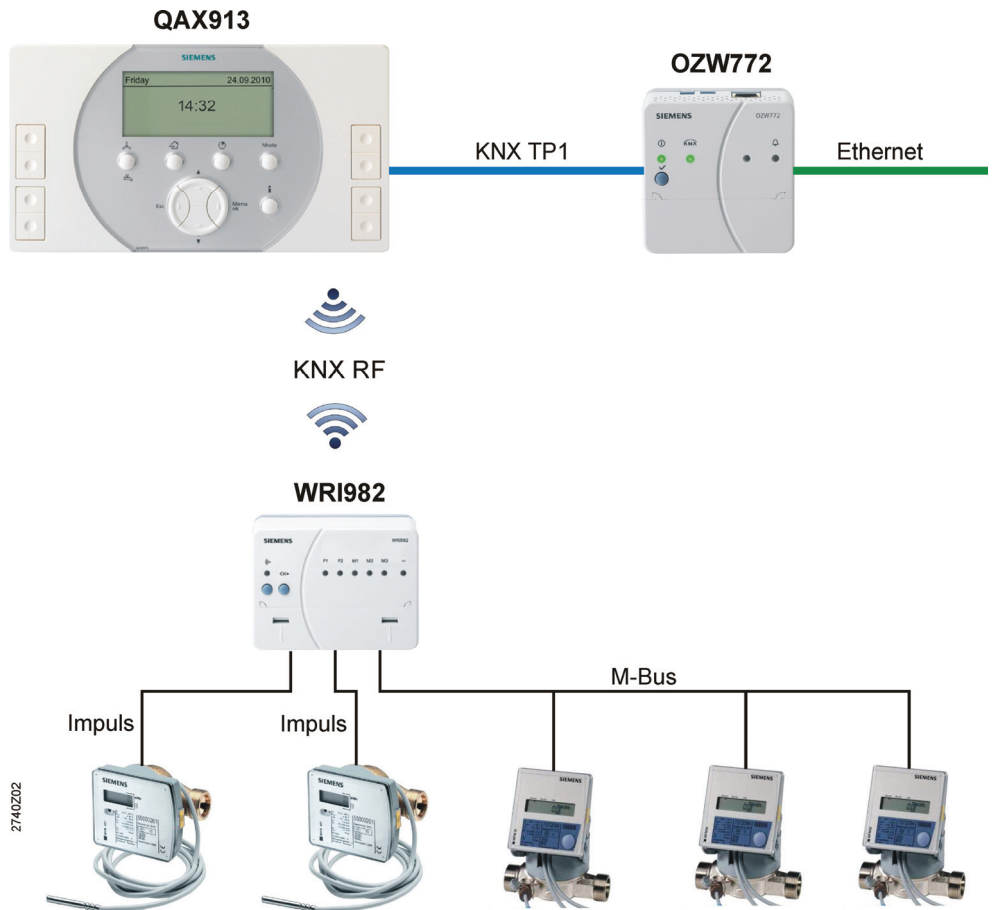 QAX913
OZW772
SIEMENS
Friday 24.09.2010
14:32
Mode
Esc
Menu
ok
SIEMENS OZW772
KNX
KNX TP1
Ethernet
KNX RF
WRI982
SIEMENS WRI982
CH+
P1 P2 M1 M2 M3
M-Bus
Impuls
Impuls
SIEMENS
SIEMENS
SIEMENS
SIEMENS
SIEMENS
2740Z02